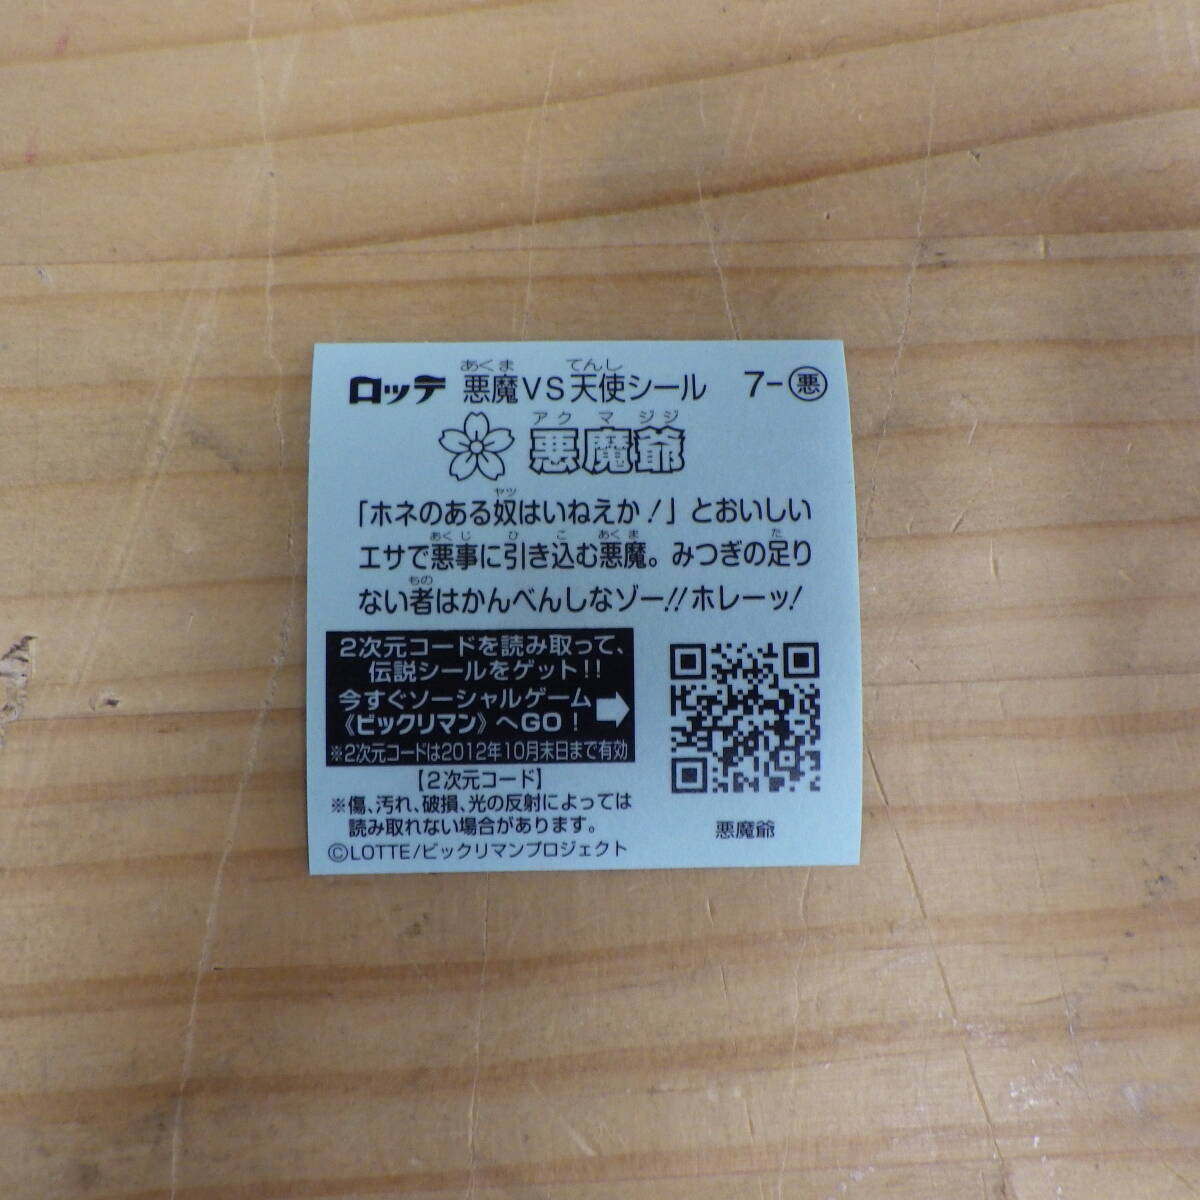 ロッテ 悪魔VS天使シール 7-悪
あくま てんし
アクマジジ
悪魔爺
「ホネのある奴はいねえか!」とおいしい
ヤツ
エサで悪事に引き込む悪魔。みつぎの足り
あくじ ひ こ あくま た
ない者はかんべんしなゾー!!ホレーッ!
もの
2次元コードを読み取って、
伝説シールをゲット!!
今すぐソーシャルゲーム
《ビックリマン》へGO!
※2次元コードは2012年10月末日まで有効
【2次元コード】
※傷、汚れ、破損、光の反射によっては
読み取れない場合があります。
©LOTTE/ビックリマンプロジェクト
悪魔爺